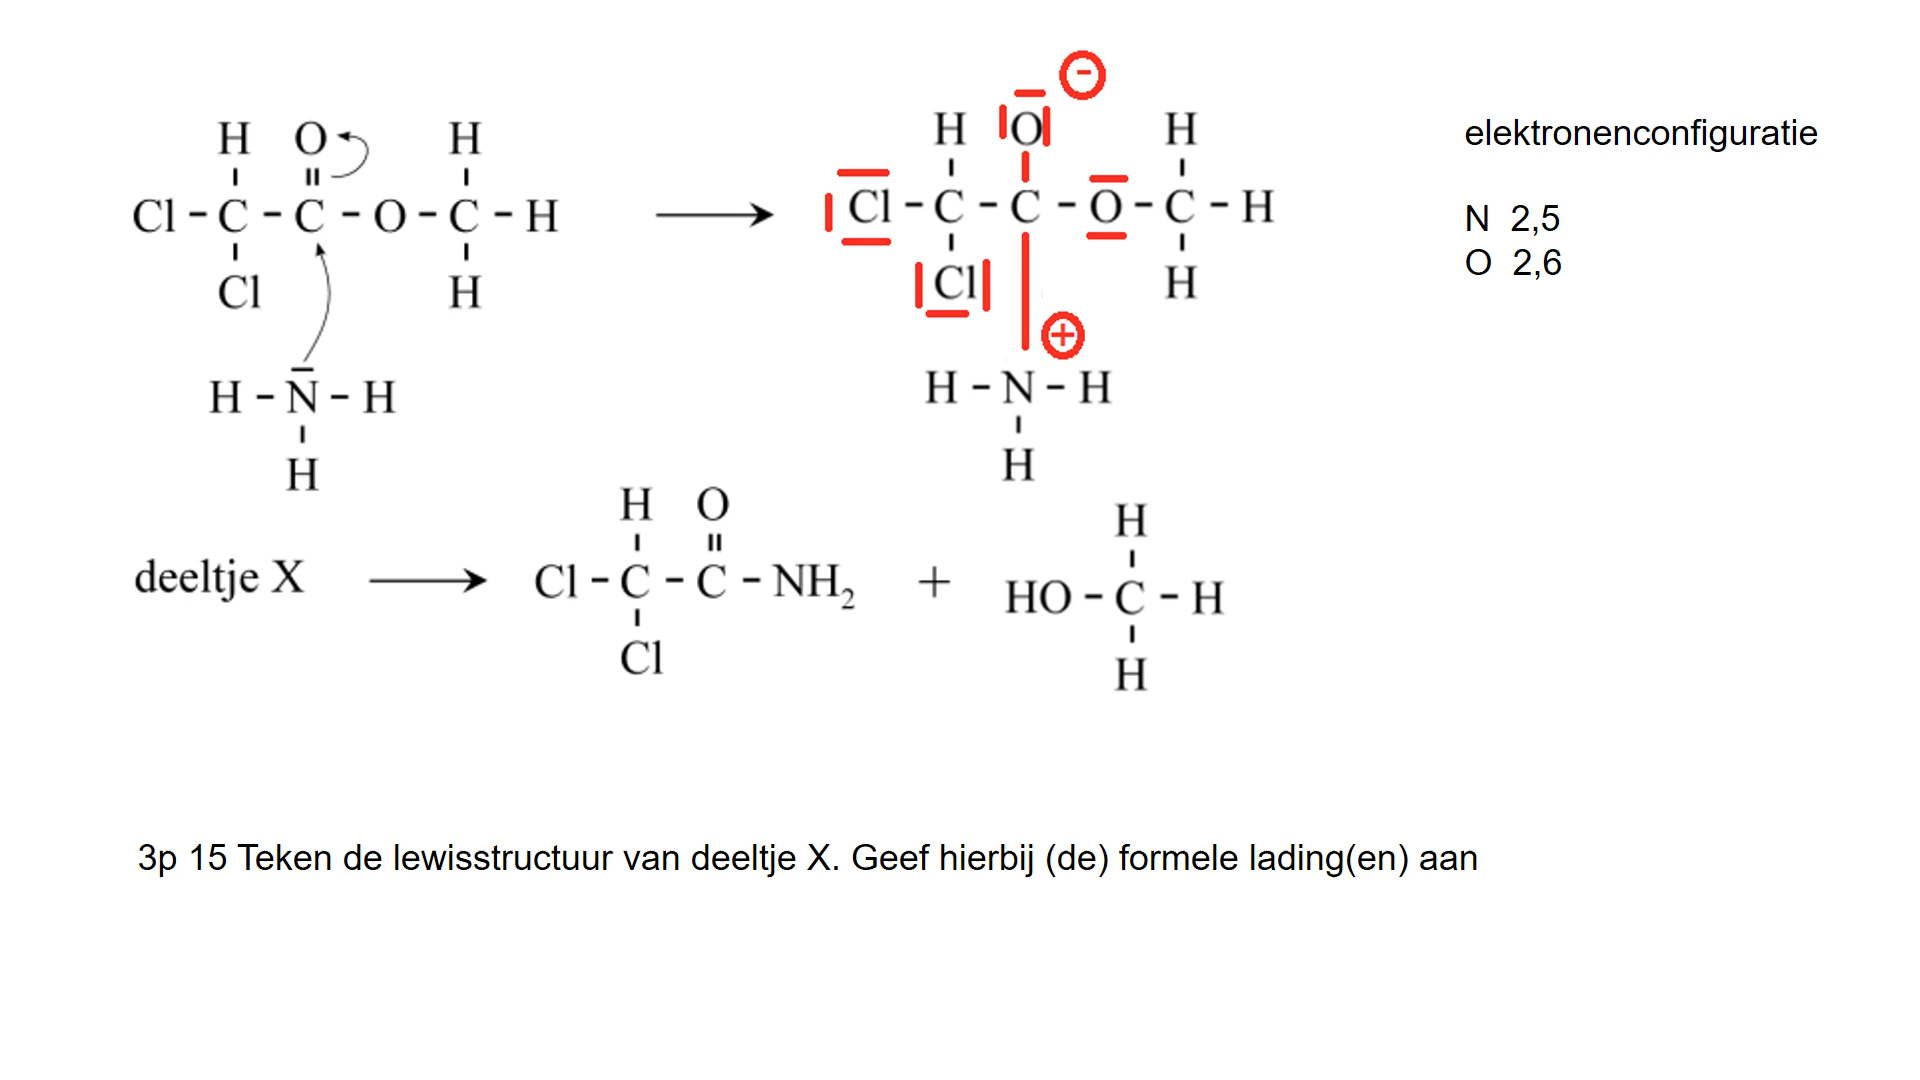 H O H
Cl - C - C - O - C - H
Cl H
H - N - H
H
H O - H
Cl - C - C - O - C - H
Cl H
+
H - N - H
H
elektronenconfiguratie
N 2,5
O 2,6
deeltje X
H O
Cl - C - C - NH₂
Cl
+
H
HO - C - H
H
3p 15 Teken de lewisstructuur van deeltje X. Geef hierbij (de) formele lading(en) aan